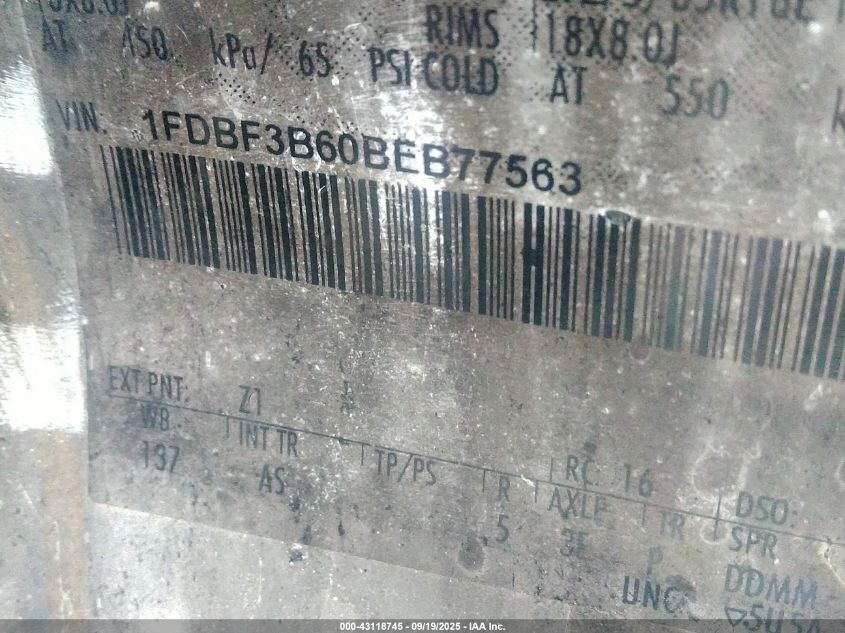 18X8.0J
RIMS 18X8.0J
AT 450 kPa/ 65 PSI COLD AT 550
VIN: 1FDBF3B60BEB77563
EXT PNT: Z1
WB INT TR TP/PS R RC: 16 AXLE TR DSO: SPR
137 AS 5 3E P DDMM
UNC
000-43118745 - 09/19/2025 - IAA Inc.